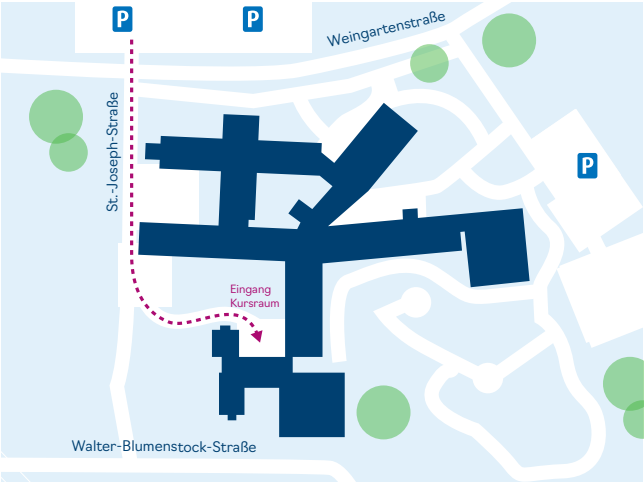 P
P
Weingartenstraße
St.-Joseph-Straße
P
Eingang
Kursraum
Walter-Blumenstock-Straße